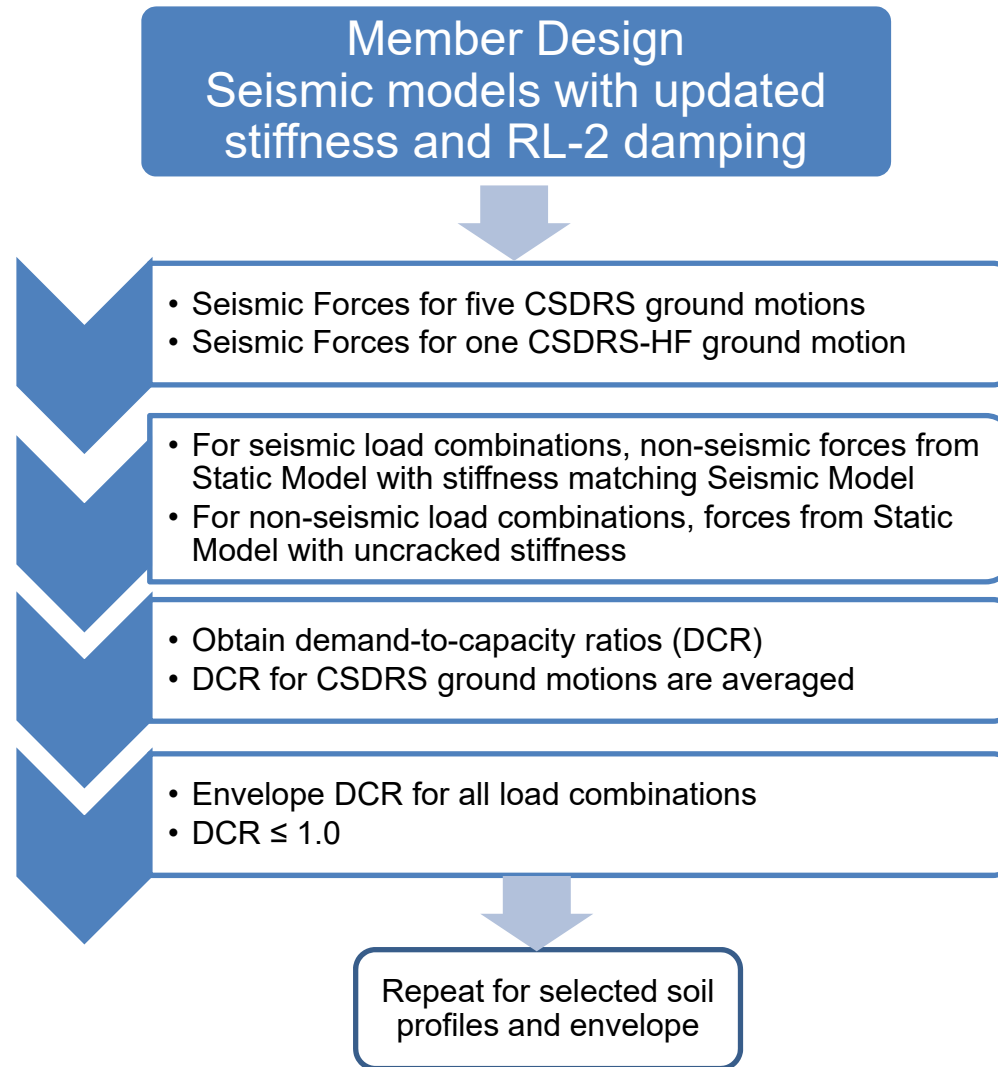 Member Design
Seismic models with updated
stiffness and RL-2 damping
• Seismic Forces for five CSDRS ground motions
• Seismic Forces for one CSDRS-HF ground motion
• For seismic load combinations, non-seismic forces from
Static Model with stiffness matching Seismic Model
• For non-seismic load combinations, forces from Static
Model with uncracked stiffness
• Obtain demand-to-capacity ratios (DCR)
• DCR for CSDRS ground motions are averaged
• Envelope DCR for all load combinations
• DCR ≤ 1.0
Repeat for selected soil
profiles and envelope